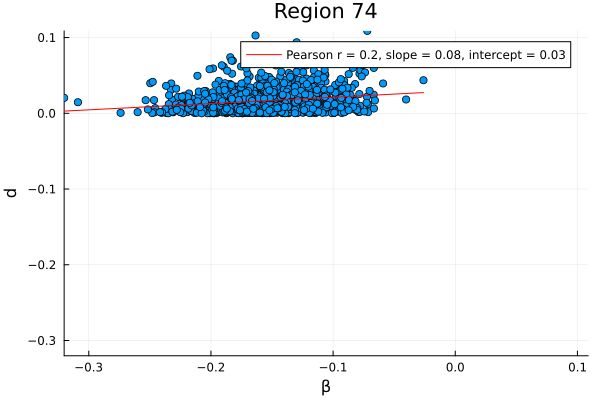 Region 74
Pearson r = 0.2, slope = 0.08, intercept = 0.03
0.1
0.0
−0.1
−0.2
−0.3
d
−0.3
−0.2
−0.1
0.0
0.1
β